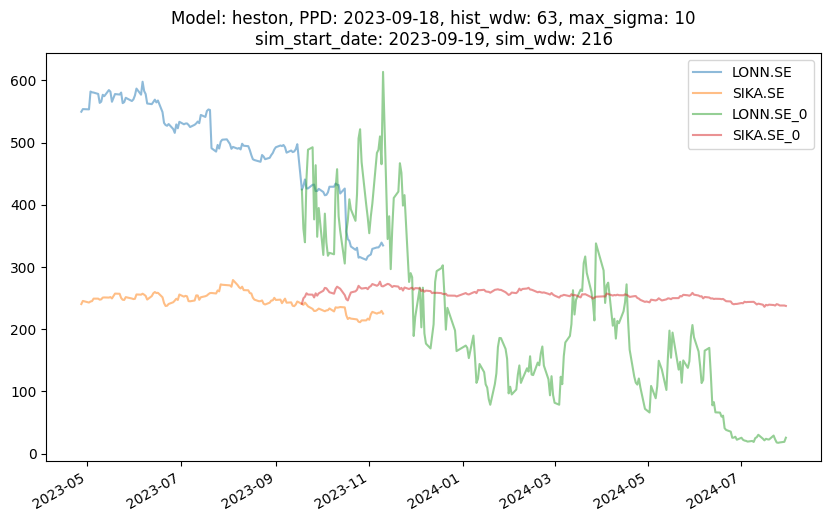 Model: heston, PPD: 2023-09-18, hist_wdw: 63, max_sigma: 10
sim_start_date: 2023-09-19, sim_wdw: 216
LONN.SE
SIKA.SE
LONN.SE_0
SIKA.SE_0
600
500
400
300
200
100
0
2023-05
2023-07
2023-09
2023-11
2024-01
2024-03
2024-05
2024-07